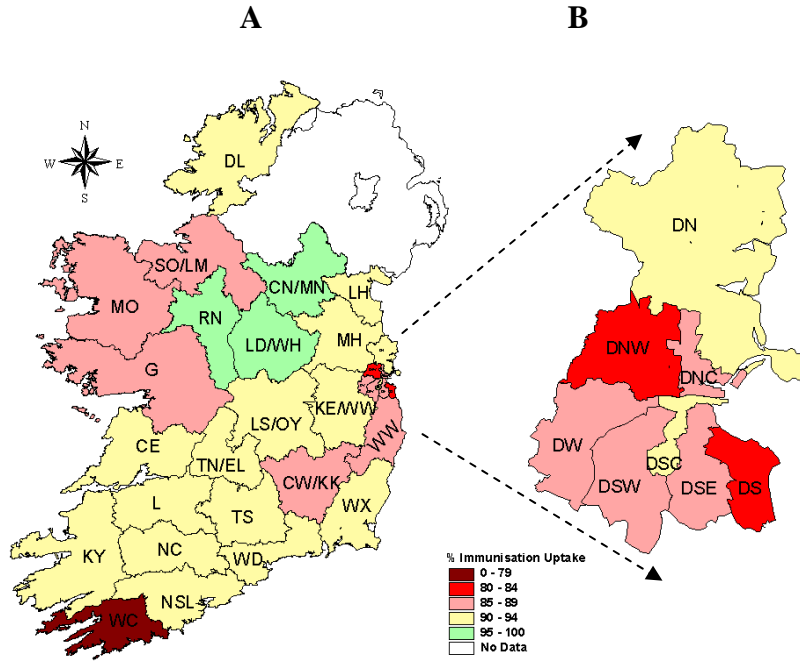 A B
N
W E
S
DL
DN
SO/LM
CN/MN
LH
MO
RN
MH
LD/WH
DNW
G
DNC
KE/WW
LS/OY
WW
CE
DW
TN/EL
DSC
CW/KK
DSW
DSE
DS
L
TS
WX
KY
NC
WD
NSL
WC
% Immunisation Uptake
0 - 79
80 - 84
85 - 89
90 - 94
95 - 100
No Data